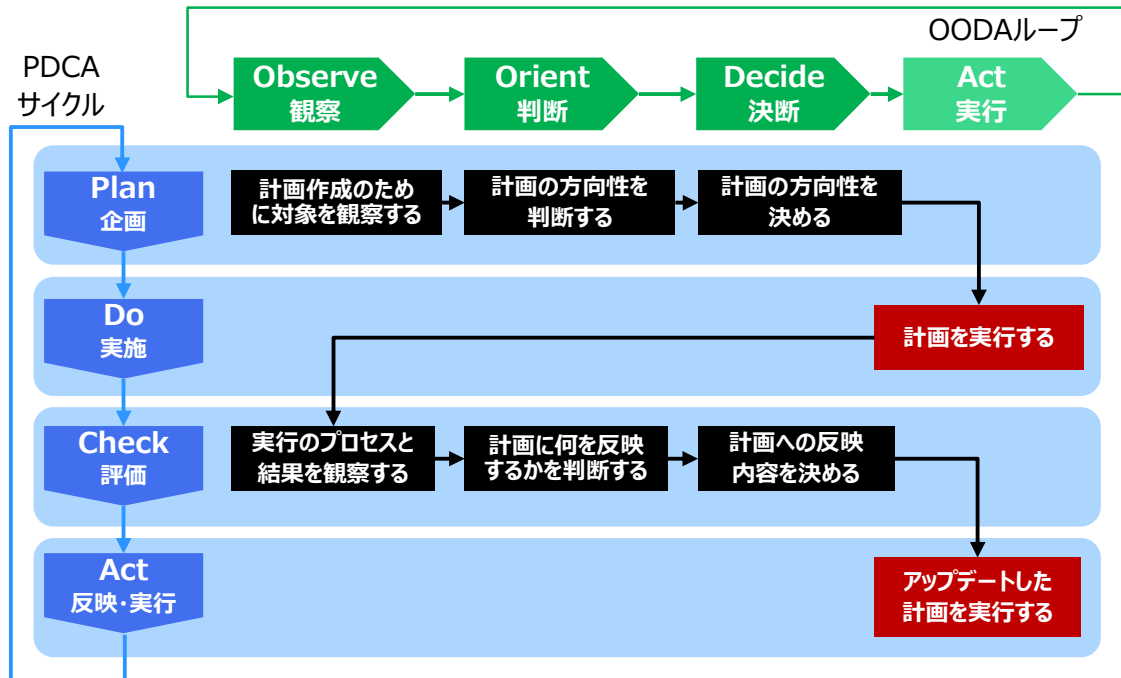 PDCA
サイクル
OODAループ
Observe
観察
Orient
判断
Decide
決断
Act
実行
Plan
企画
計画作成のため
に対象を観察する
計画の方向性を
判断する
計画の方向性を
決める
Do
実施
計画を実行する
Check
評価
実行のプロセスと
結果を観察する
計画に何を反映
するかを判断する
計画への反映
内容を決める
Act
反映・実行
アップデートした
計画を実行する